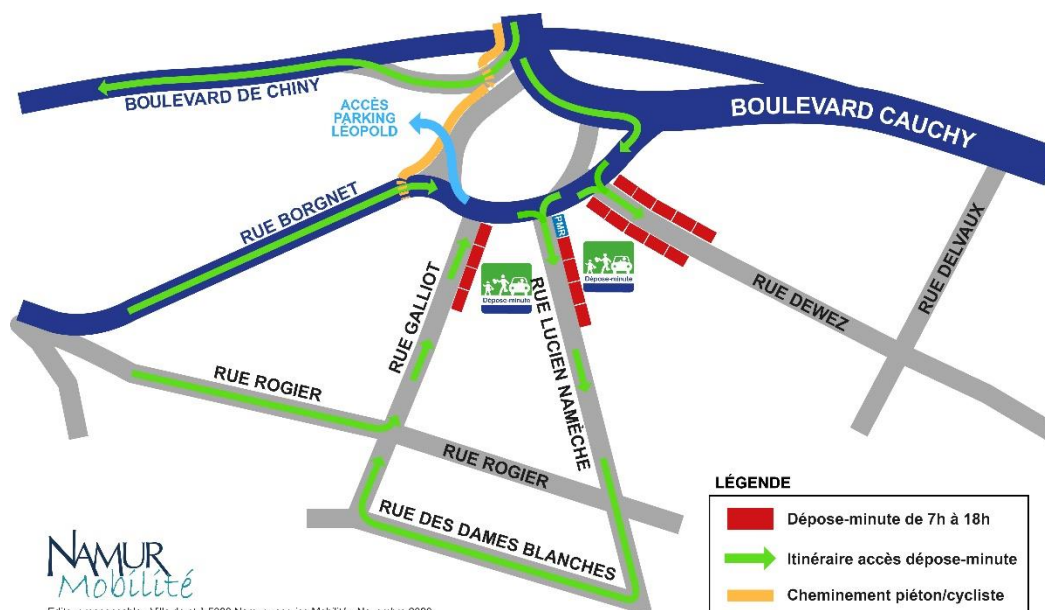 BOULEVARD DE CHINY
ACCÈS
PARKING
LÉOPOLD
BOULEVARD CAUCHY
RUE BORGNET
PMR
Dépose-minute
Dépose-minute
RUE GALLIOT
RUE LUCIEN NAMÈCHE
RUE DEWEZ
RUE DELVAUX
RUE ROGIER
RUE ROGIER
RUE DES DAMES BLANCHES
LÉGENDE
Dépose-minute de 7h à 18h
Itinéraire accès dépose-minute
Cheminement piéton/cycliste
NAMUR
Mobilité